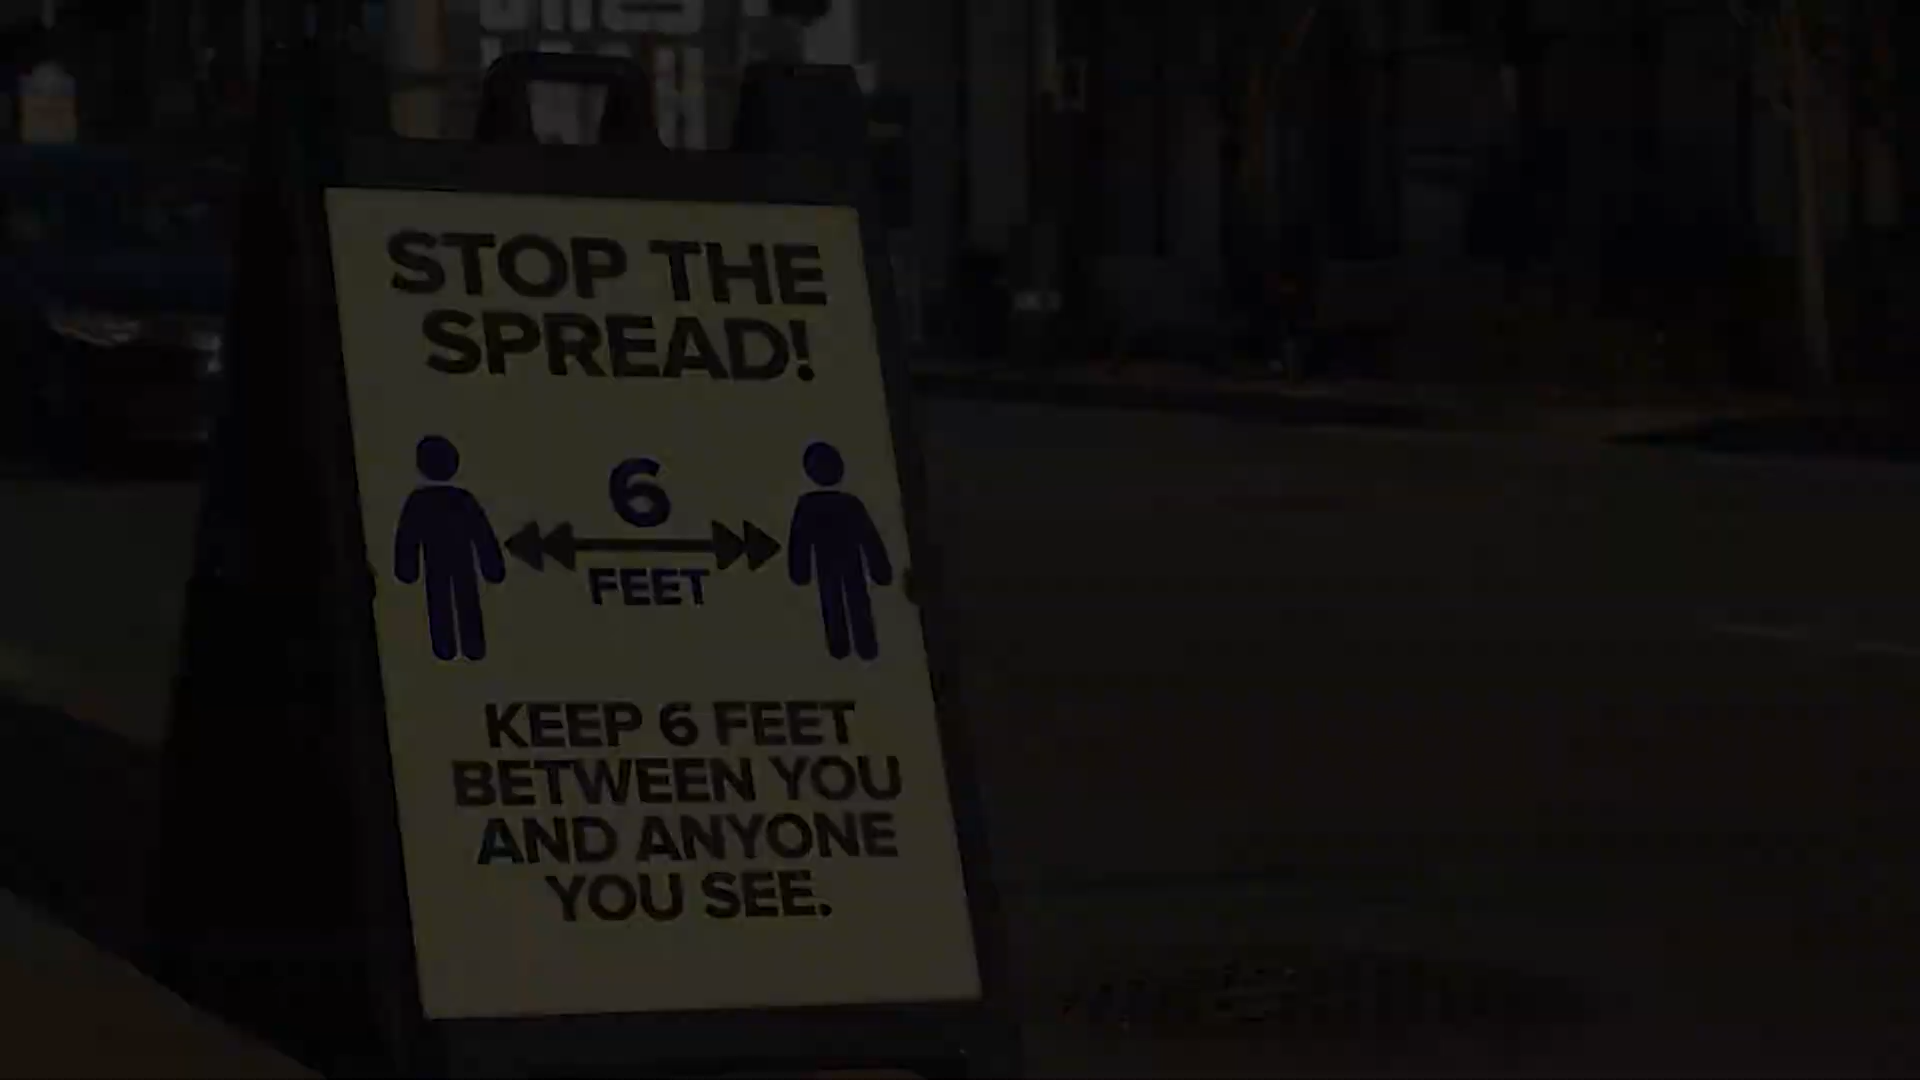 STOP THE
SPREAD!
6
FEET
KEEP 6 FEET
BETWEEN YOU
AND ANYONE
YOU SEE.